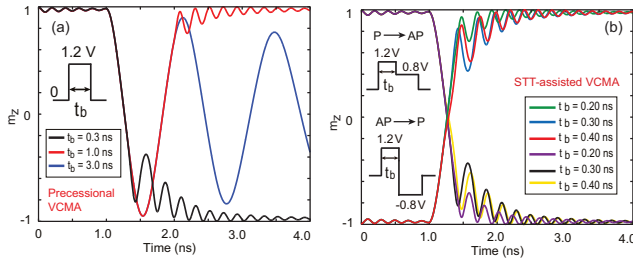 (a)
1.2 V
0
t_b
t_b = 0.3 ns
t_b = 1.0 ns
t_b = 3.0 ns
Precessional
VCMA
m_z
1
0
-1
0 1.0 2.0 3.0 4.0
Time (ns)
(b)
P → AP
1.2V
0.8V
t_b
AP → P
1.2V
t_b
-0.8V
STT-assisted VCMA
t_b = 0.20 ns
t_b = 0.30 ns
t_b = 0.40 ns
t_b = 0.20 ns
t_b = 0.30 ns
t_b = 0.40 ns
m_z
1
0
-1
0 1.0 2.0 3.0 4.0
Time (ns)